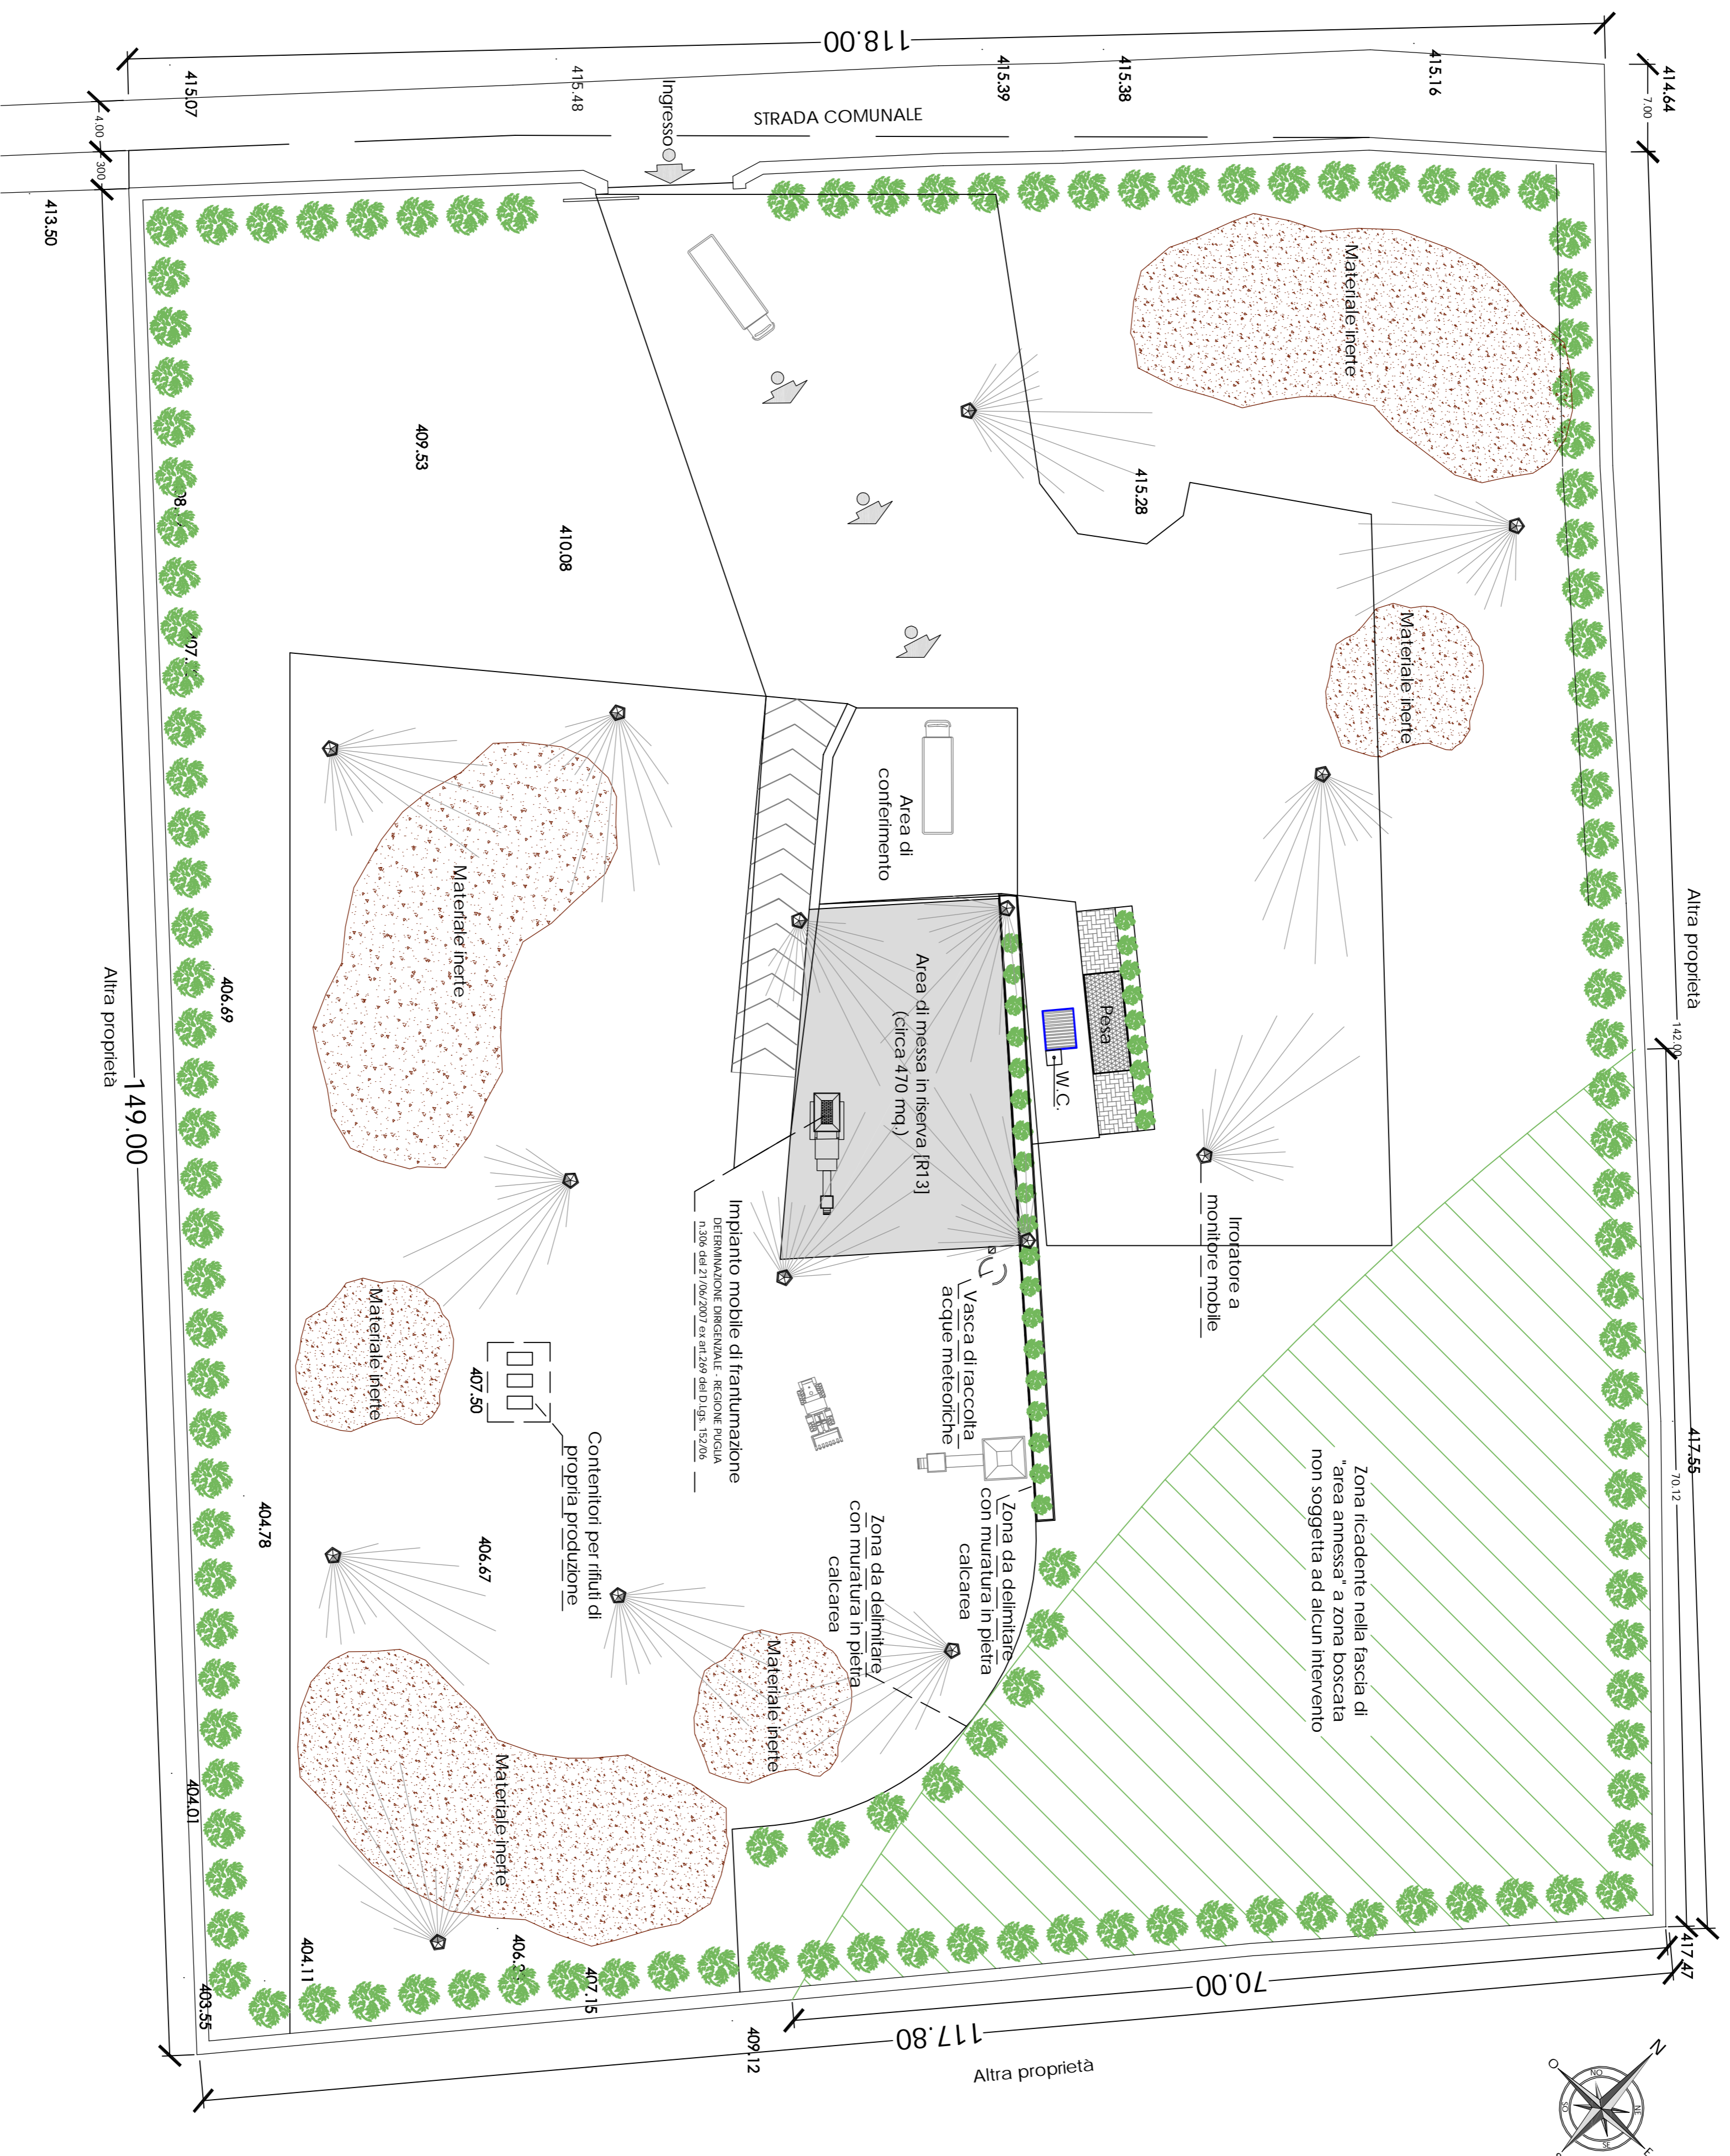 118.00
414.64
7.00
415.16
415.38
415.39
STRADA COMUNALE
Ingresso
415.48
415.07
4.00
3.00
413.50
Materiale inerte
415.28
409.53
410.08
Materiale inerte
Area di
conferimento
Materiale inerte
Altra proprietà
142.00
Pesa
W.C.
Area di messa in riserva [R13]
(circa 470 mq.)
406.69
Altra proprietà
149.00
Irroratore a
monitore mobile
Vasca di raccolta
acque meteoriche
Impianto mobile di frantumazione
DETERMINAZIONE DIRIGENZIALE - REGIONE PUGLIA
n.306 del 21/06/2007 ex art.269 del D.Lgs. 152/06
Materiale inerte
407.50
Contenitori per rifiuti di
propria produzione
417.55
70.12
Zona ricadente nella fascia di
"area annessa" a zona boscata
non soggetta ad alcun intervento
Zona da delimitare
con muratura in pietra
calcarea
Zona da delimitare
con muratura in pietra
calcarea
404.78
406.67
Materiale inerte
Materiale inerte
404.01
404.11
407.15
403.55
417.47
70.00
117.80
409.12
Altra proprietà
N
NE
E
SE
SO
O
NO